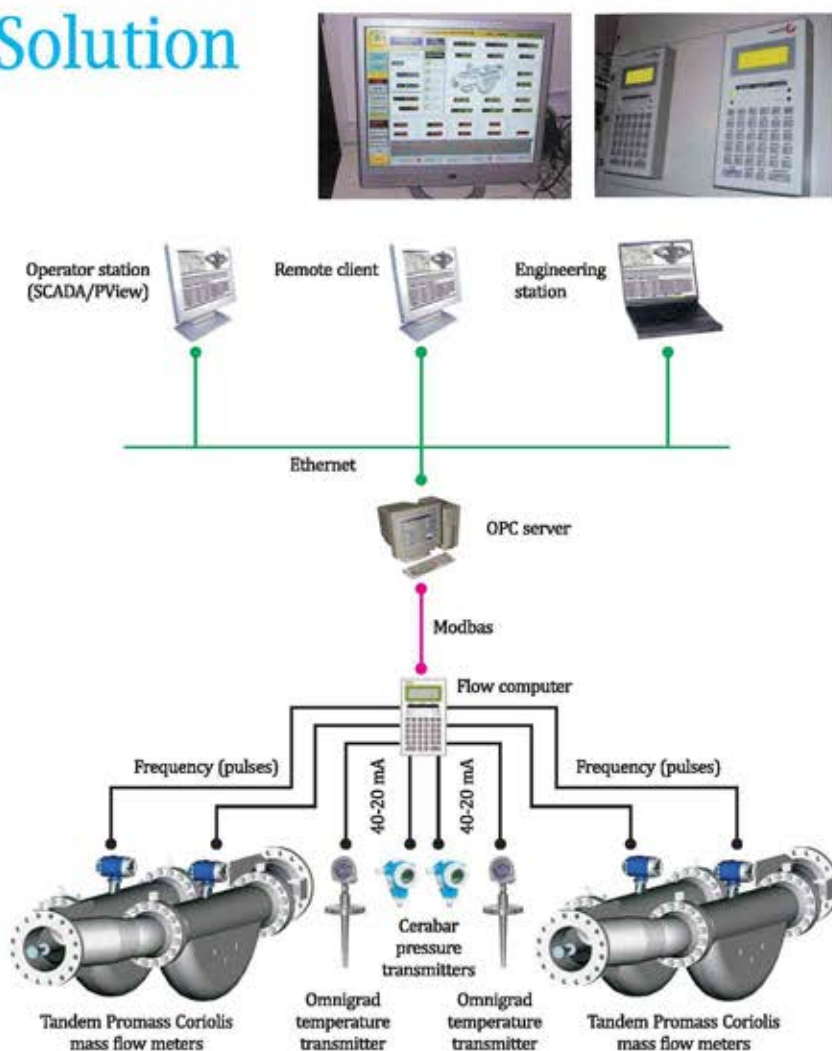 Solution
Operator station
(SCADA/PView)
Remote client
Engineering
station
Ethernet
OPC server
Modbas
Flow computer
Frequency (pulses)
40-20 mA
40-20 mA
Frequency (pulses)
Cerabar
pressure
transmitters
Tandem Promass Coriolis
mass flow meters
Omnigrad
temperature
transmitter
Omnigrad
temperature
transmitter
Tandem Promass Coriolis
mass flow meters